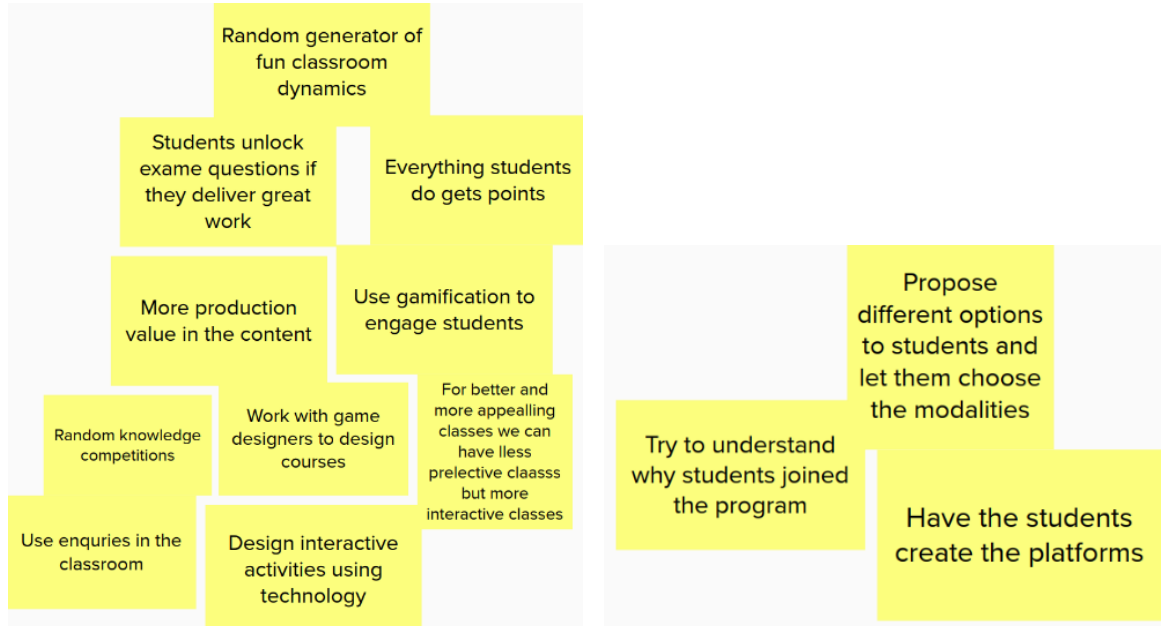 Random generator of
fun classroom
dynamics
Students unlock
exame questions if
they deliver great
work
Everything students
do gets points
More production
value in the content
Use gamification to
engage students
Random knowledge
competitions
Work with game
designers to design
courses
For better and
more appealling
classes we can
have lless
prelective claasss
but more
interactive classes
Use enquries in the
classroom
Design interactive
activities using
technology
Propose
different options
to students and
let them choose
the modalities
Try to understand
why students joined
the program
Have the students
create the platforms